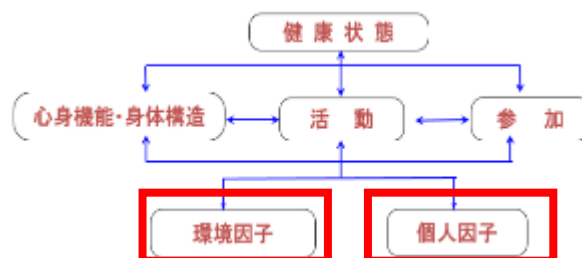 健康状態
心身機能・身体構造
活動
参加
環境因子
個人因子